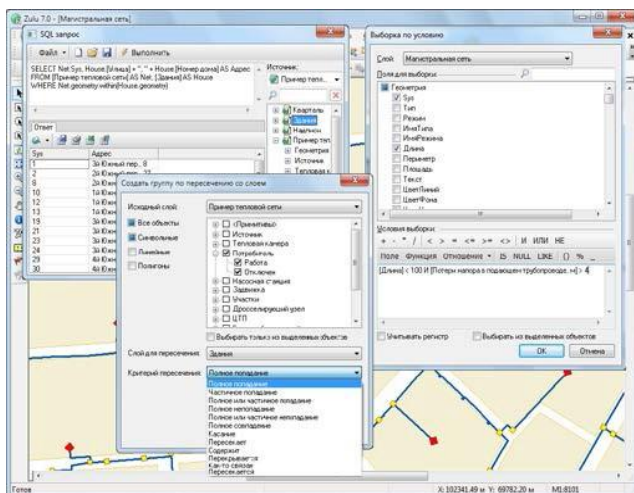 Zulu 7.0 - [Магистральная сеть]
SQL запрос
Файл
Выполнить
SELECT Net.Sys, House.[Улица] + ", " + House.[Номер дома] AS Адрес
FROM [Пример тепловой сети] AS Net, [Здания] AS House
WHERE Net.geometry.within(House.geometry)
Источник:
Пример тепл...
Кварталы
Здания
Пример теп
Геометрия
Источник
Тепловая к
Ответ
Sys Адрес
1 3й Южный пер., 8
2
8
10
12
13
19
21
23
24
29
30
Создать группу по пересечению со слоем
Исходный слой: Пример тепловой сети
Все объекты
Символьные
Линейные
Полигоны
<Примитивы>
Источник
Тепловая камера
Потребитель
Работа
Отключен
Насосная станция
Задвижка
Участки
Дросселирующий узел
ЦТП
Выбирать только из выделенных объектов
Слой для пересечения: Здания
Критерий пересечения: Полное попадание
Полное попадание
Частичное попадание
Полное или частичное попадание
Полное непопадание
Полное или частичное непопадание
Полное совпадение
Касание
Пересекает
Содержит
Перекрывается
Как-то связан
Пересекается
Выборка по условию
Слой Магистральная сеть
Поля для выборки:
Геометрия
Sys
Тип
Режим
ИмяТипа
ИмяРежима
Длина
Периметр
Площадь
Текст
ЦветЛиний
ЦветФона
Условия выборки:
+ - * / < > = <= >= <> И ИЛИ НЕ
Поле Функция Отношение IS NULL LIKE () % _
[Длина] < 100 И [Потери напора в подающем трубопроводе, м] > 4
Учитывать регистр
Выбирать из выделенных объектов
OK
Отмена
Готов
X: 102341.49 м Y: 69782.20 м
M1:8101